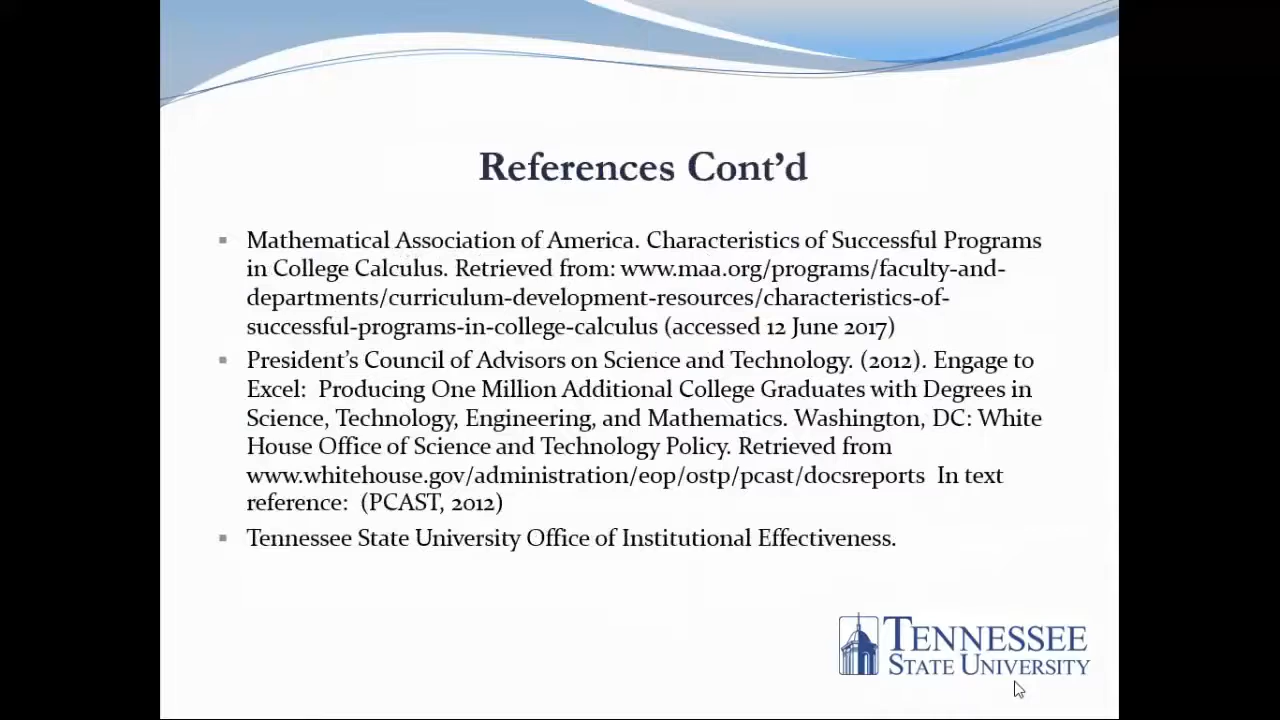 References Cont’d
▪ Mathematical Association of America. Characteristics of Successful Programs
in College Calculus. Retrieved from: www.maa.org/programs/faculty-and-
departments/curriculum-development-resources/characteristics-of-
successful-programs-in-college-calculus (accessed 12 June 2017)
▪ President’s Council of Advisors on Science and Technology. (2012). Engage to
Excel:  Producing One Million Additional College Graduates with Degrees in
Science, Technology, Engineering, and Mathematics. Washington, DC: White
House Office of Science and Technology Policy. Retrieved from
www.whitehouse.gov/administration/eop/ostp/pcast/docsreports  In text
reference:  (PCAST, 2012)
▪ Tennessee State University Office of Institutional Effectiveness.
TENNESSEE
STATE UNIVERSITY